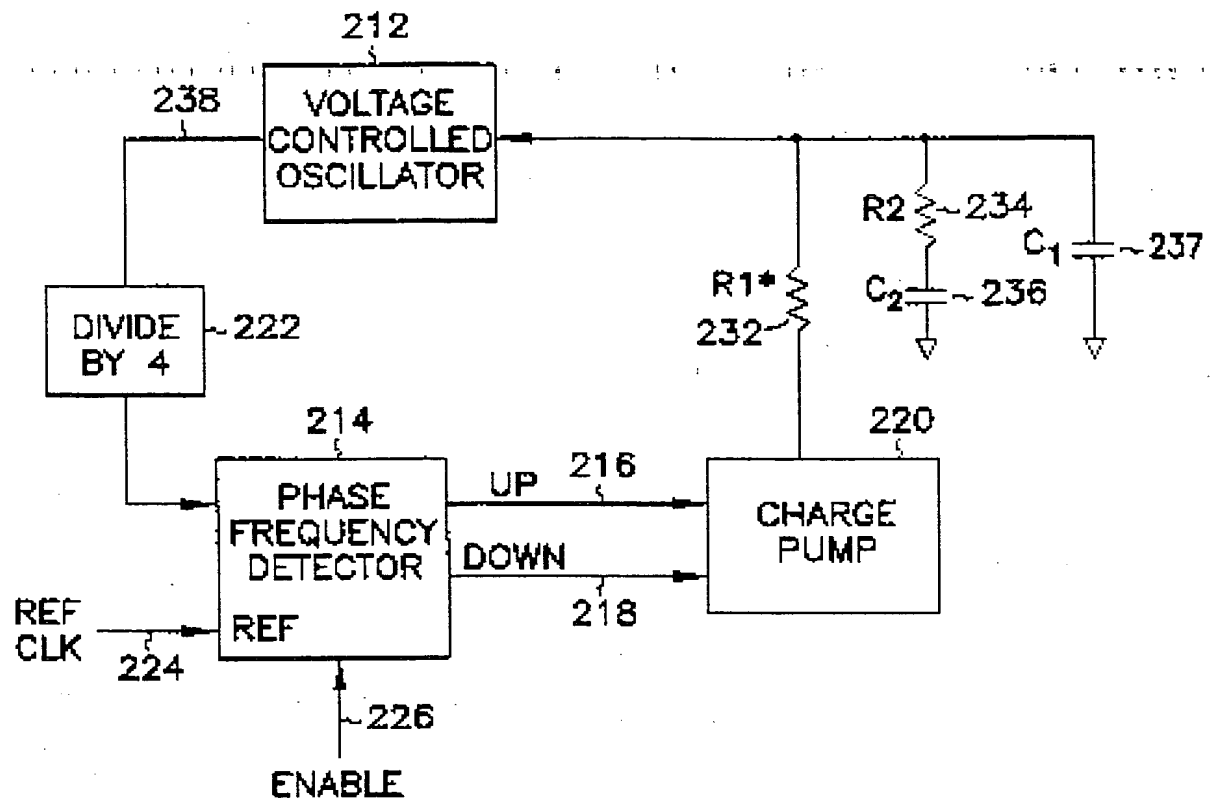 212
238
VOLTAGE
CONTROLLED
OSCILLATOR
R2
234
C1
237
R1*
232
C2
236
DIVIDE
BY 4
222
214
220
PHASE
FREQUENCY
DETECTOR
UP
216
DOWN
218
CHARGE
PUMP
REF
CLK
224
REF
226
ENABLE